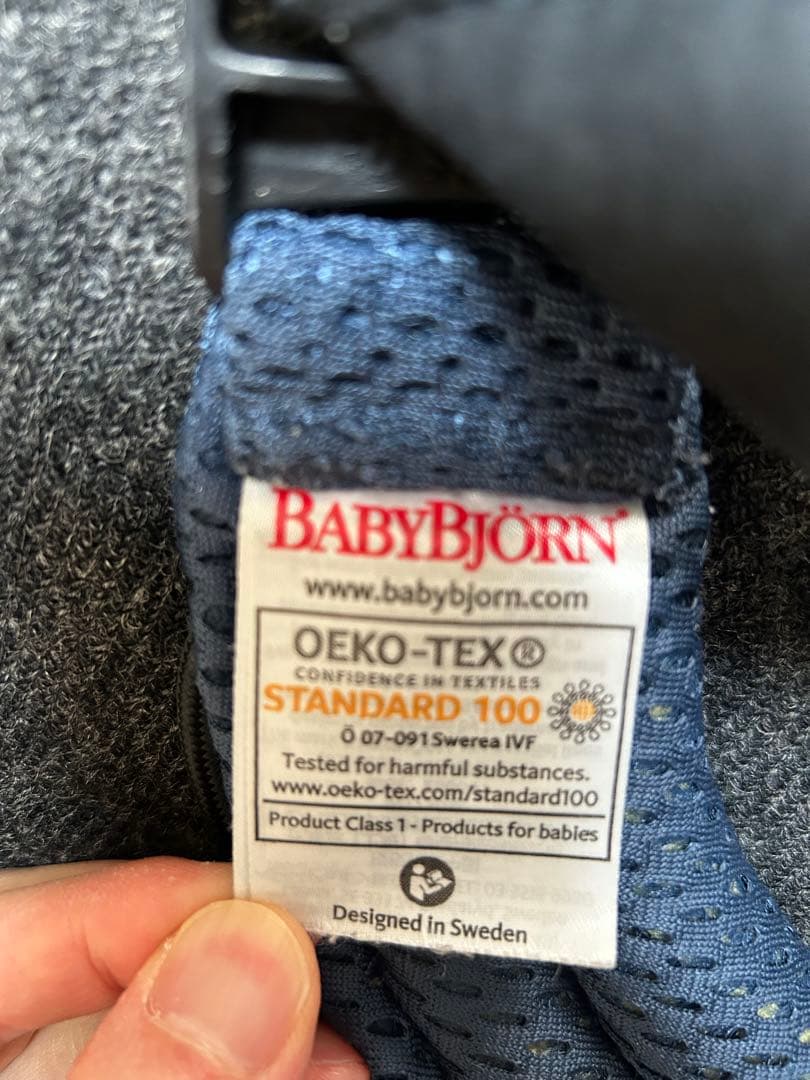 BABYBJÖRN®
www.babybjorn.com
OEKO-TEX®
CONFIDENCE IN TEXTILES
STANDARD 100
Ö 07-091 Swerea IVF
Tested for harmful substances.
www.oeko-tex.com/standard100
Product Class 1 - Products for babies
Designed in Sweden